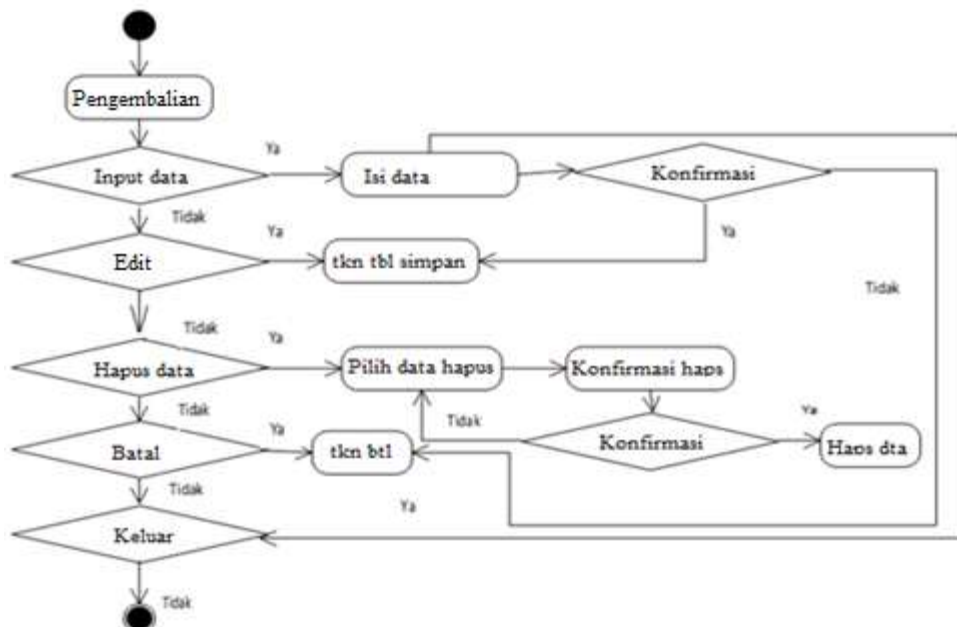 Pengembalian
Ya
Input data
Isi data
Konfirmasi
Tidak
Ya
Ya
Edit
tkn tbl simpan
Tidak
Tidak
Ya
Hapus data
Pilih data hapus
Konfirmasi haps
Tidak
Ya
Tidak
Ya
Batal
tkn btl
Konfirmasi
Haps dta
Tidak
Ya
Keluar
Tidak